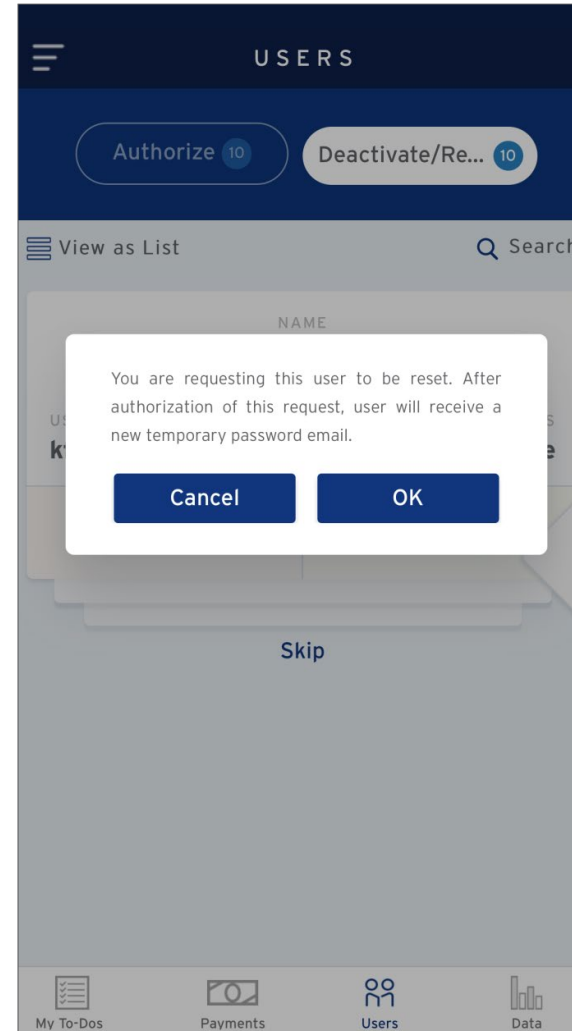 USERS
Authorize 10
Deactivate/Re... 10
View as List
Search
NAME
You are requesting this user to be reset. After
authorization of this request, user will receive a
new temporary password email.
Cancel
OK
Skip
My To-Dos
Payments
Users
Data